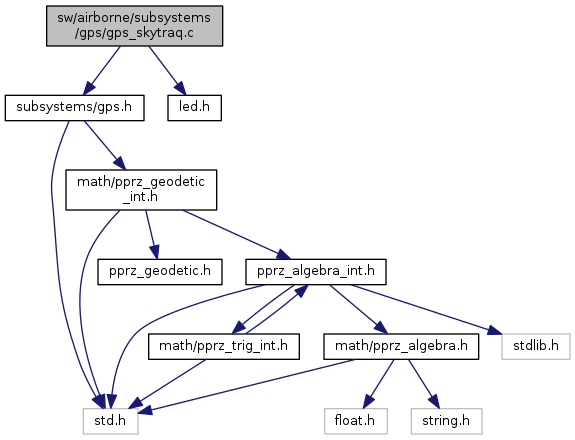 sw/airborne/subsystems
/gps/gps_skytraq.c
subsystems/gps.h
led.h
math/pprz_geodetic
_int.h
pprz_geodetic.h
pprz_algebra_int.h
math/pprz_trig_int.h
math/pprz_algebra.h
stdlib.h
std.h
float.h
string.h